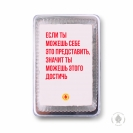 ЕСЛИ ТЫ
МОЖЕШЬ СЕБЕ
ЭТО ПРЕДСТАВИТЬ,
ЗНАЧИТ ТЫ
МОЖЕШЬ ЭТОГО
ДОСТИЧЬ